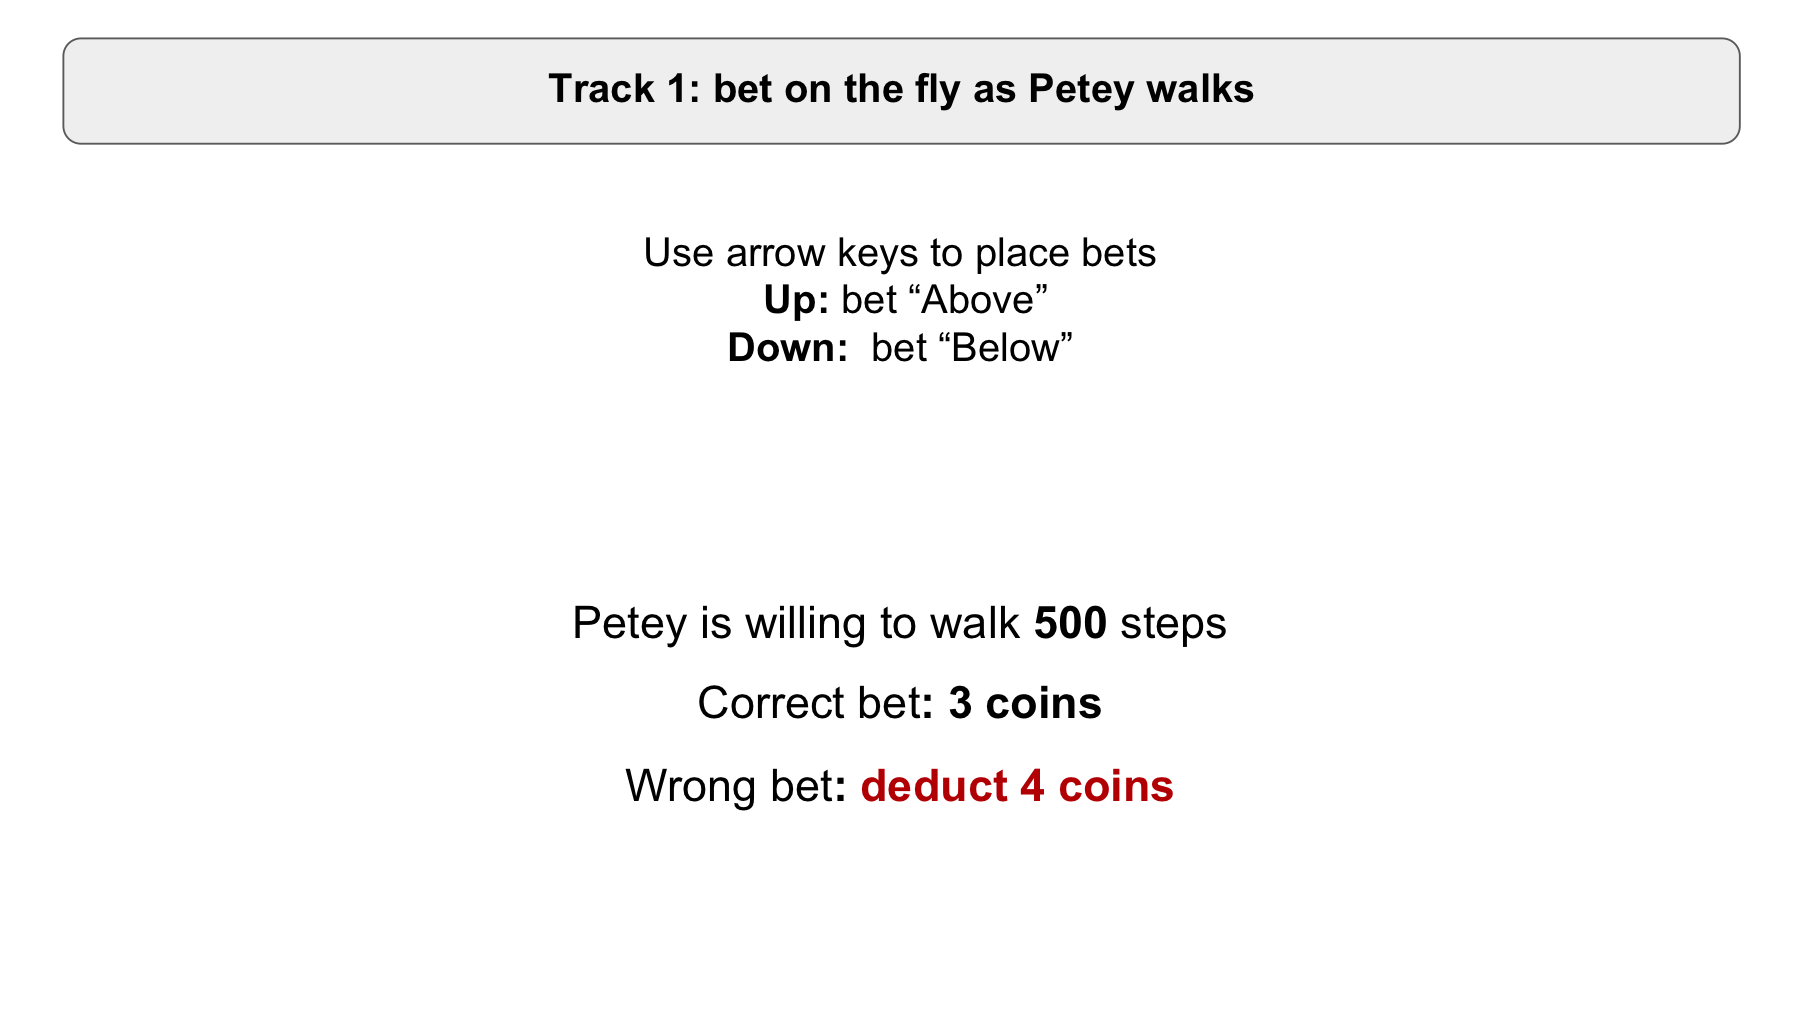 Track 1: bet on the fly as Petey walks
Use arrow keys to place bets
Up: bet “Above”
Down:  bet “Below”
Petey is willing to walk 500 steps
Correct bet: 3 coins
Wrong bet: deduct 4 coins